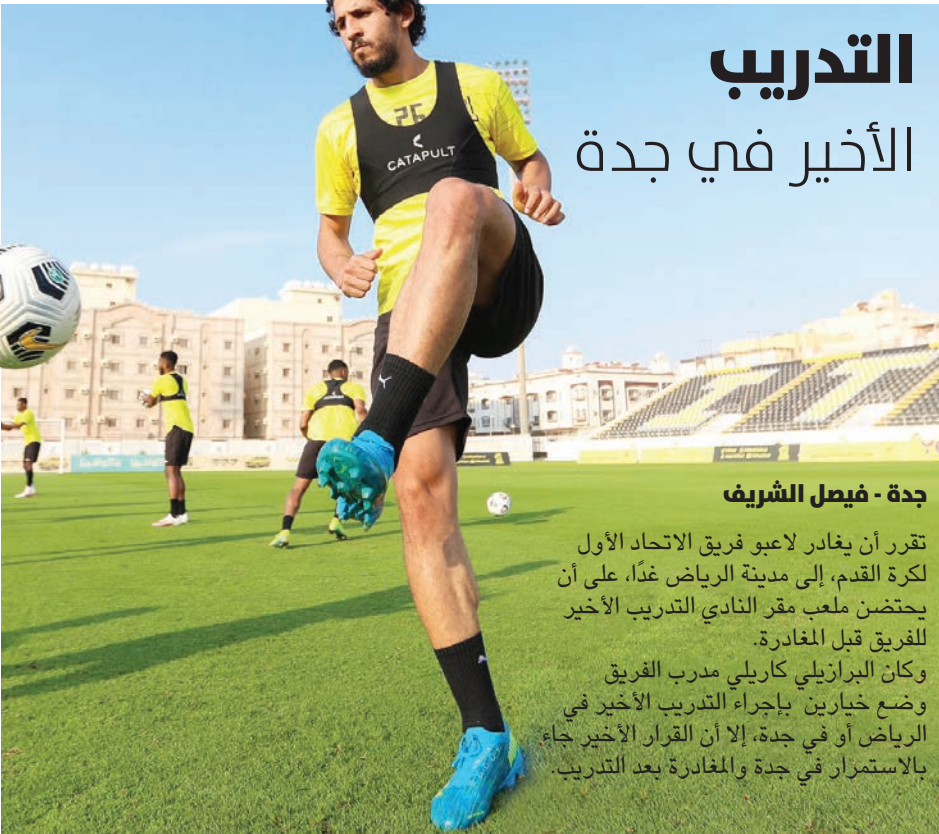 التدريب
الأخير في جدة
26
CATAPULT
جدة - فيصل الشريف
تقرر أن يغادر لاعبو فريق الاتحاد الأول
لكرة القدم، إلى مدينة الرياض غدًا، على أن
يحتضن ملعب مقر النادي التدريب الأخير
للفريق قبل المغادرة.
وكان البرازيلي كاريلي مدرب الفريق
وضع خيارين بإجراء التدريب الأخير في
الرياض أو في جدة، إلا أن القرار الأخير جاء
بالاستمرار في جدة والمغادرة بعد التدريب.